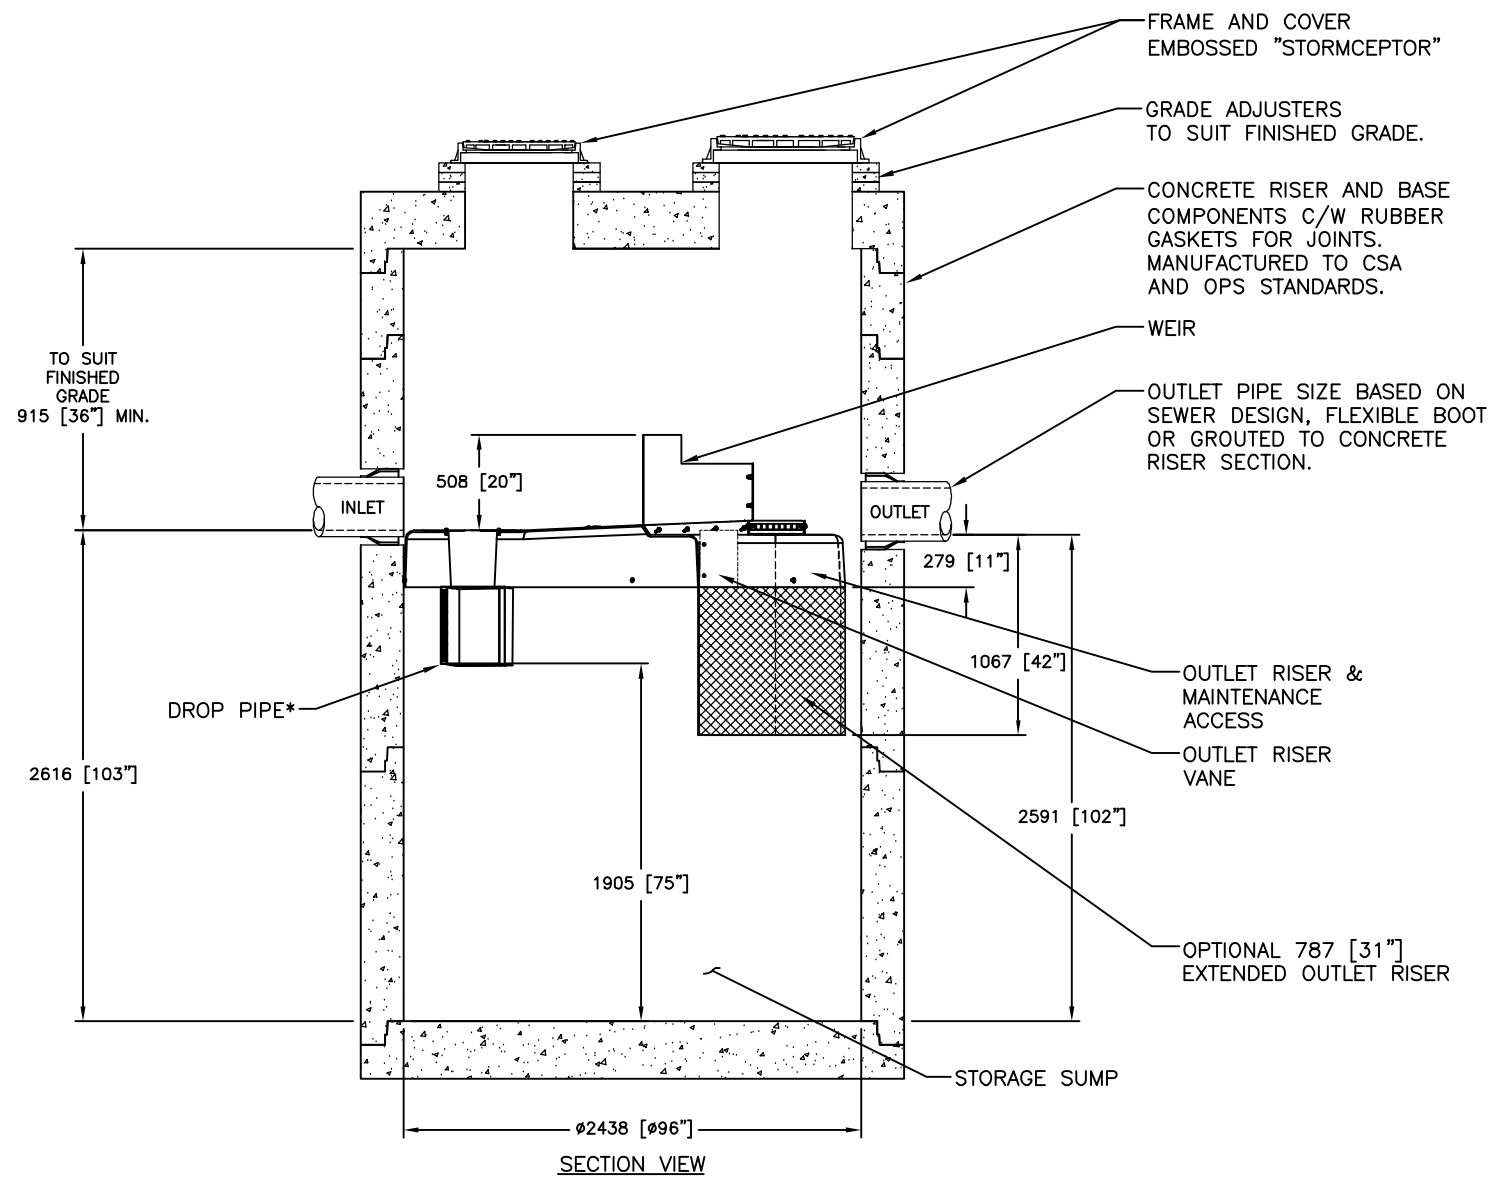 FRAME AND COVER
EMBOSSED "STORMCEPTOR"
GRADE ADJUSTERS
TO SUIT FINISHED GRADE.
CONCRETE RISER AND BASE
COMPONENTS C/W RUBBER
GASKETS FOR JOINTS.
MANUFACTURED TO CSA
AND OPS STANDARDS.
WEIR
TO SUIT
FINISHED
GRADE
915 [36"] MIN.
OUTLET PIPE SIZE BASED ON
SEWER DESIGN, FLEXIBLE BOOT
OR GROUTED TO CONCRETE
RISER SECTION.
508 [20"]
INLET
OUTLET
279 [11"]
1067 [42"]
OUTLET RISER &
MAINTENANCE
ACCESS
DROP PIPE*
OUTLET RISER
VANE
2616 [103"]
2591 [102"]
1905 [75"]
OPTIONAL 787 [31"]
EXTENDED OUTLET RISER
STORAGE SUMP
ø2438 [ø96"]
SECTION VIEW